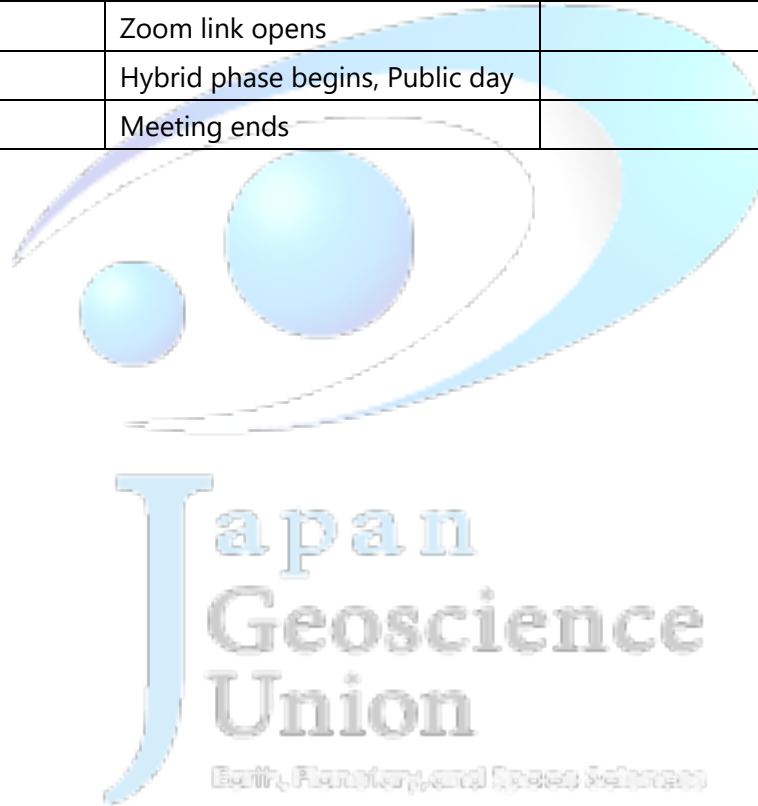 Zoom link opens
Hybrid phase begins, Public day
Meeting ends
Japan
Geoscience
Union
Earth, Planetary, and Space Sciences